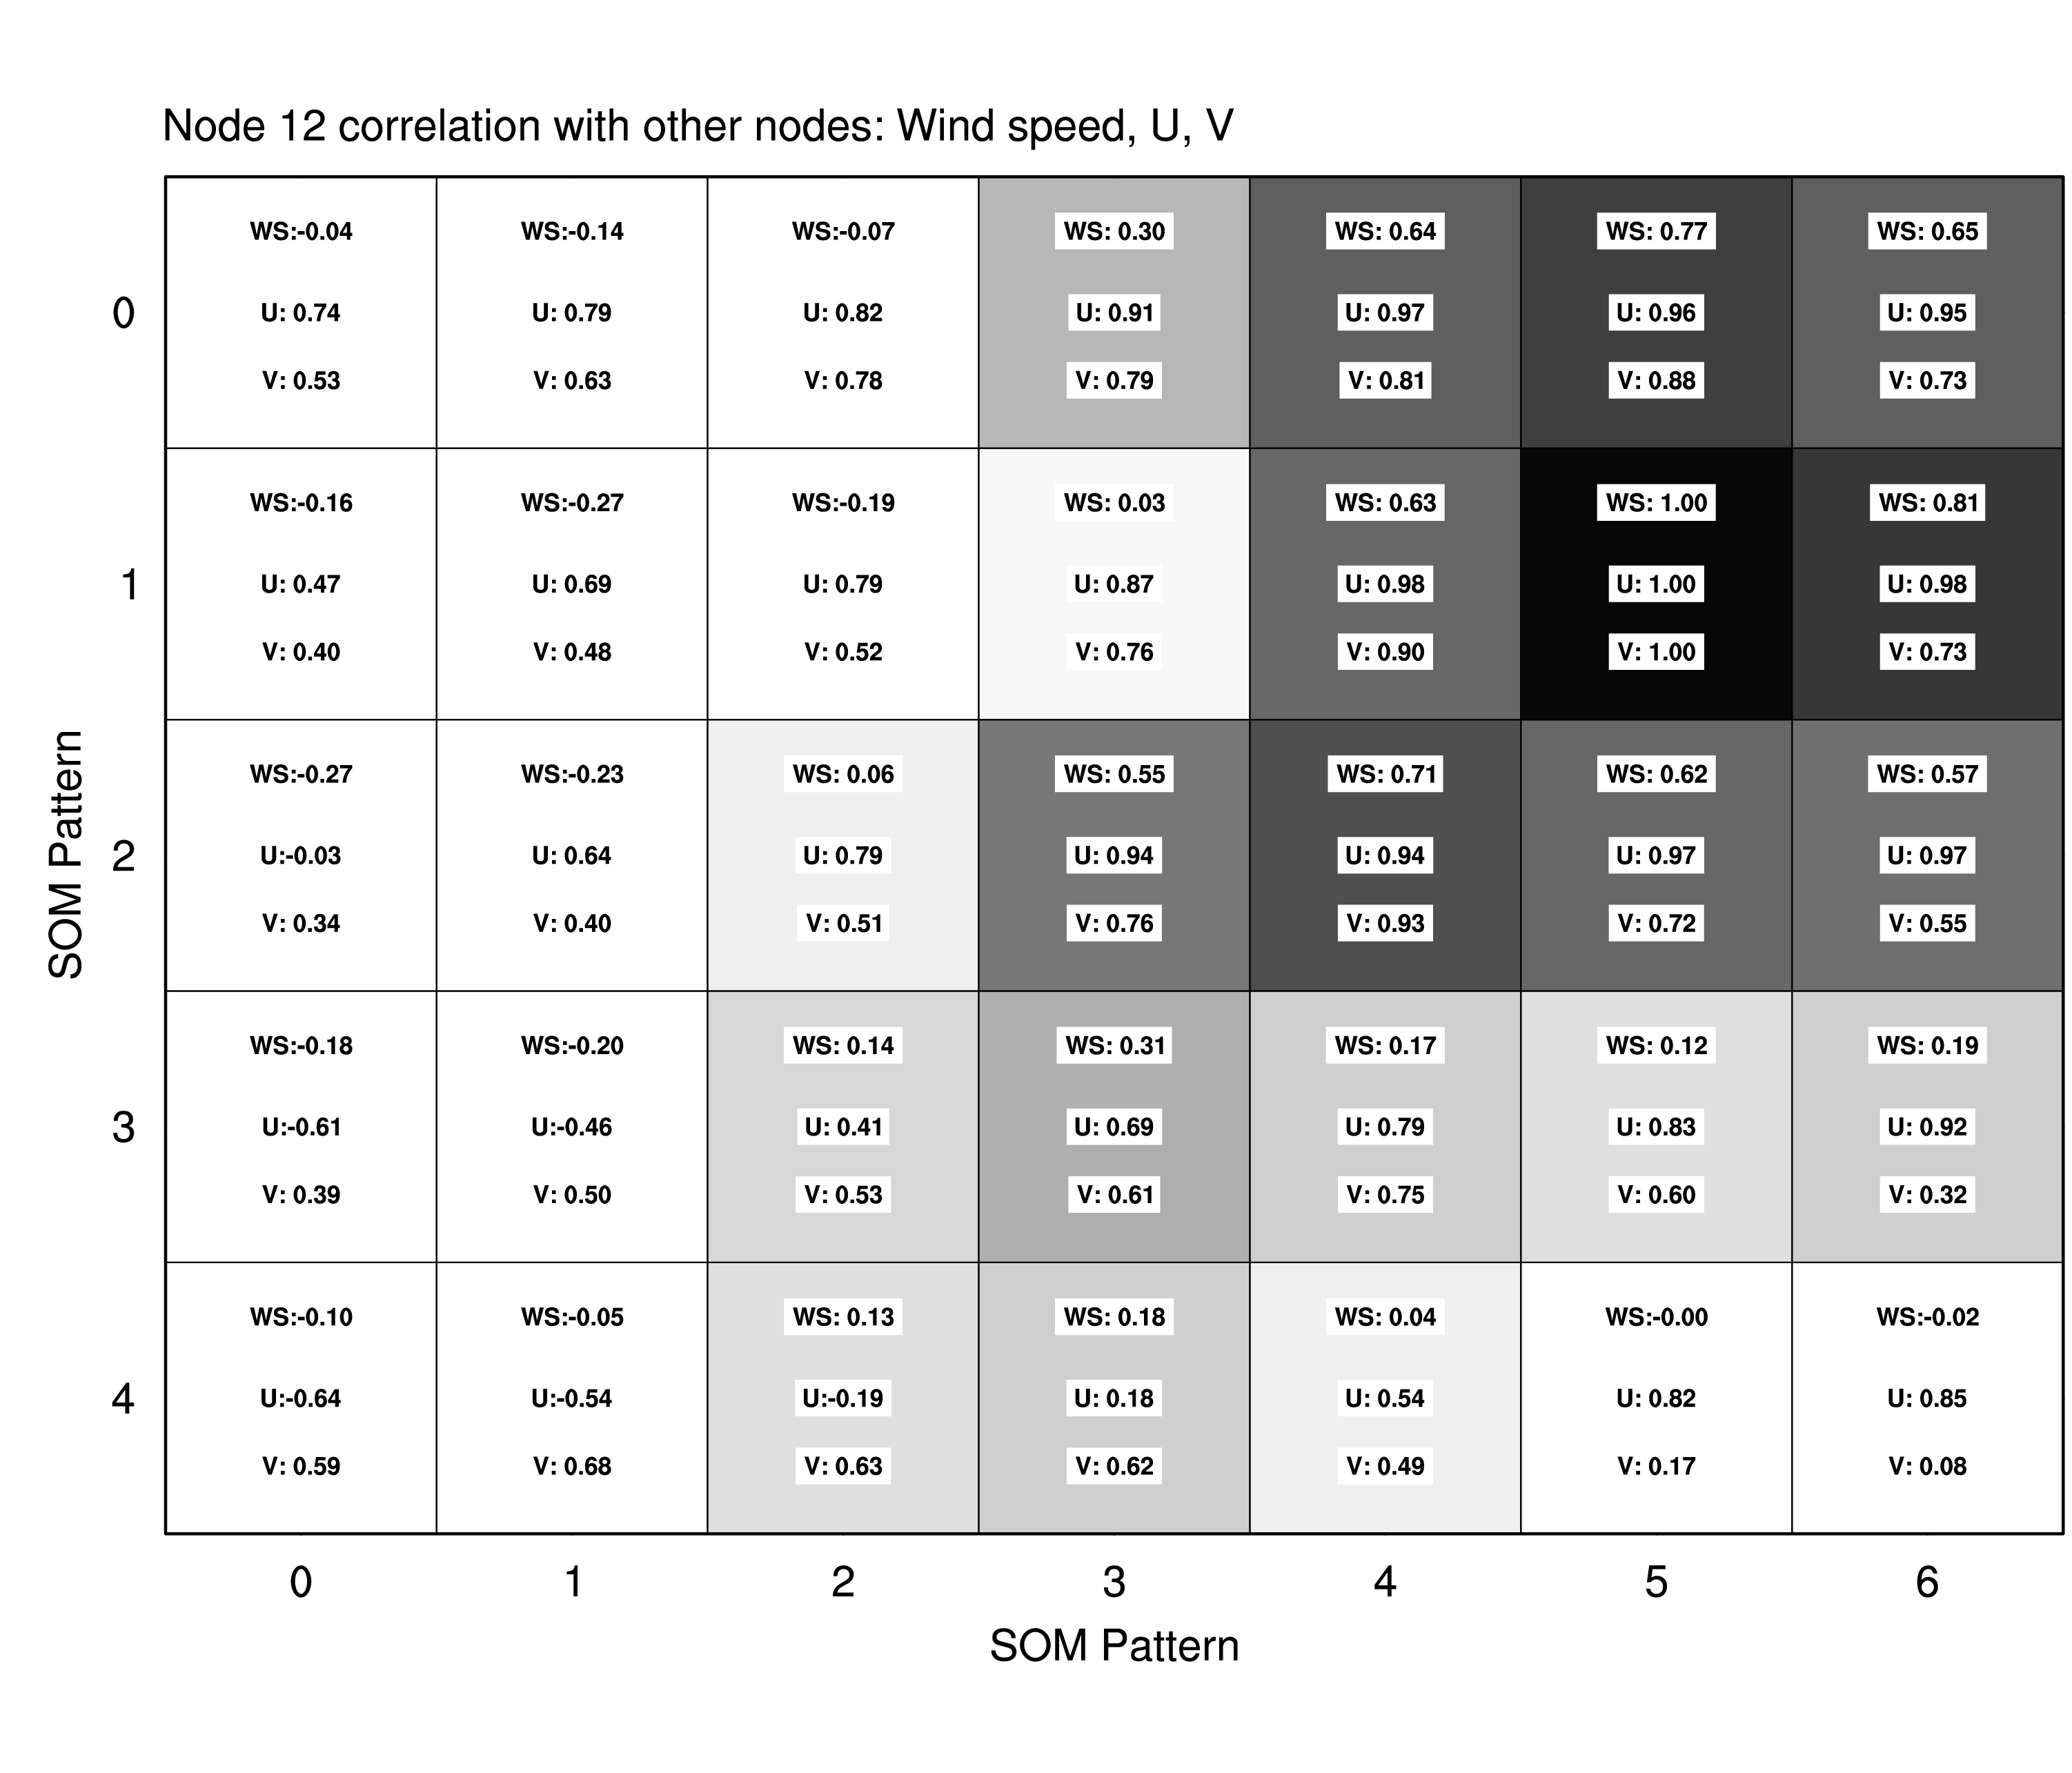 Node 12 correlation with other nodes: Wind speed, U, V
WS:-0.04 WS:-0.14 WS:-0.07 WS: 0.30 WS: 0.64 WS: 0.77 WS: 0.65
0 U: 0.74 U: 0.79 U: 0.82 U: 0.91 U: 0.97 U: 0.96 U: 0.95
V: 0.53 V: 0.63 V: 0.78 V: 0.79 V: 0.81 V: 0.88 V: 0.73
WS:-0.16 WS:-0.27 WS:-0.19 WS: 0.03 WS: 0.63 WS: 1.00 WS: 0.81
1 U: 0.47 U: 0.69 U: 0.79 U: 0.87 U: 0.98 U: 1.00 U: 0.98
V: 0.40 V: 0.48 V: 0.52 V: 0.76 V: 0.90 V: 1.00 V: 0.73
WS:-0.27 WS:-0.23 WS: 0.06 WS: 0.55 WS: 0.71 WS: 0.62 WS: 0.57
2 U:-0.03 U: 0.64 U: 0.79 U: 0.94 U: 0.94 U: 0.97 U: 0.97
V: 0.34 V: 0.40 V: 0.51 V: 0.76 V: 0.93 V: 0.72 V: 0.55
WS:-0.18 WS:-0.20 WS: 0.14 WS: 0.31 WS: 0.17 WS: 0.12 WS: 0.19
3 U:-0.61 U:-0.46 U: 0.41 U: 0.69 U: 0.79 U: 0.83 U: 0.92
V: 0.39 V: 0.50 V: 0.53 V: 0.61 V: 0.75 V: 0.60 V: 0.32
WS:-0.10 WS:-0.05 WS: 0.13 WS: 0.18 WS: 0.04 WS:-0.00 WS:-0.02
4 U:-0.64 U:-0.54 U:-0.19 U: 0.18 U: 0.54 U: 0.82 U: 0.85
V: 0.59 V: 0.68 V: 0.63 V: 0.62 V: 0.49 V: 0.17 V: 0.08
SOM Pattern
0 1 2 3 4 5 6
SOM Pattern